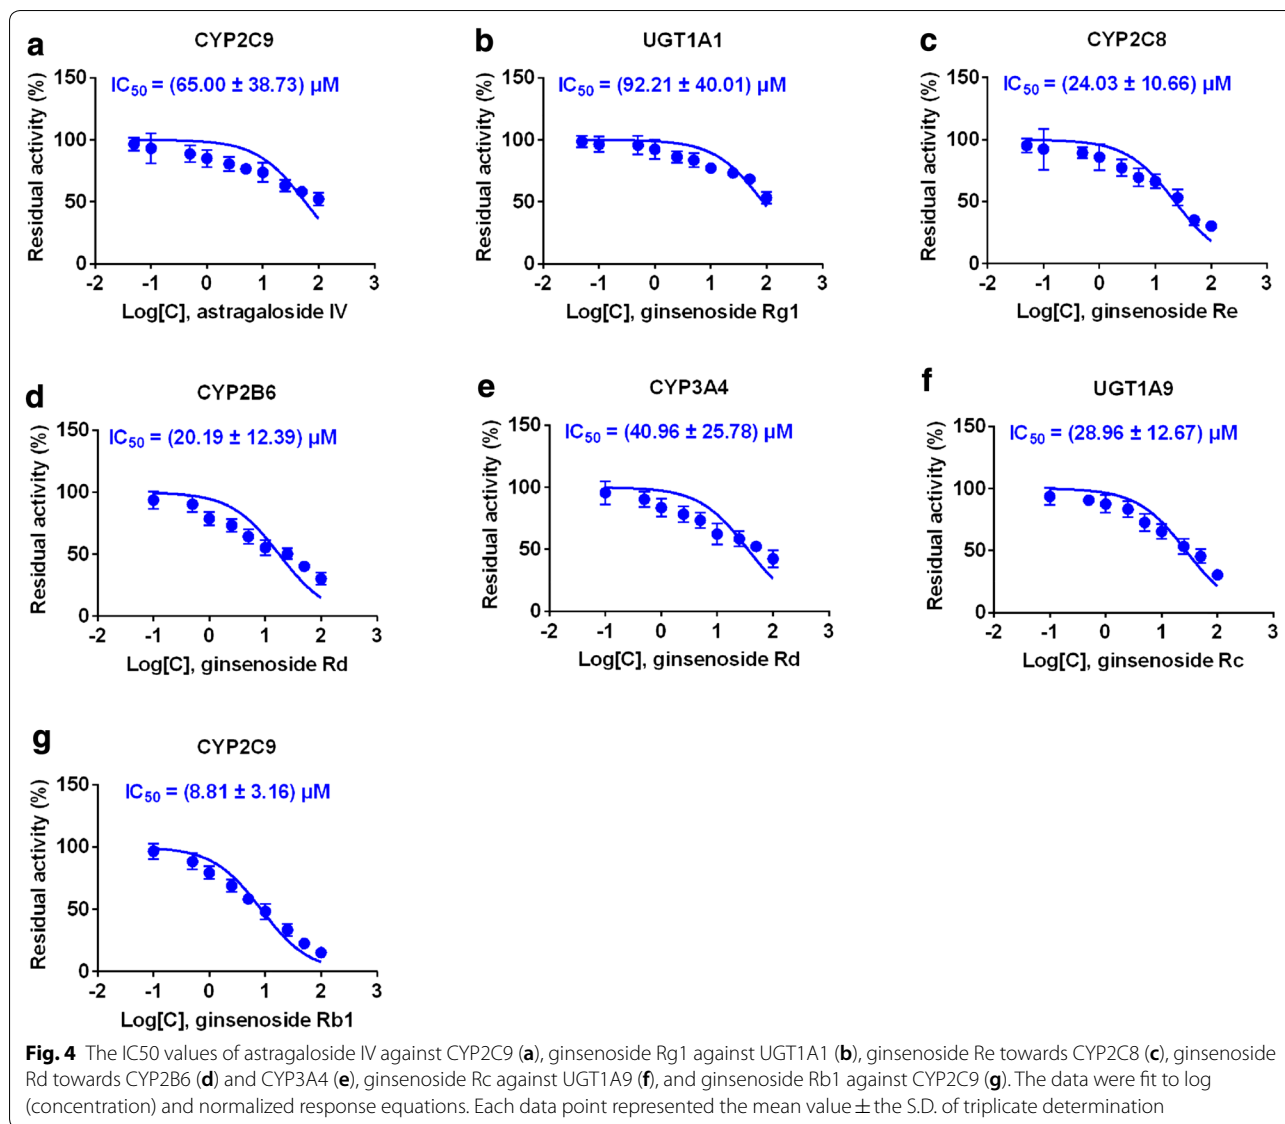 a
CYP2C9
IC50 = (65.00 ± 38.73) µM
Residual activity (%)
150
100
50
0
-2 -1 0 1 2 3
Log[C], astragaloside IV
b
UGT1A1
IC50 = (92.21 ± 40.01) µM
Residual activity (%)
150
100
50
0
-2 -1 0 1 2 3
Log[C], ginsenoside Rg1
c
CYP2C8
IC50 = (24.03 ± 10.66) µM
Residual activity (%)
150
100
50
0
-2 -1 0 1 2 3
Log[C], ginsenoside Re
d
CYP2B6
IC50 = (20.19 ± 12.39) µM
Residual activity (%)
150
100
50
0
-2 -1 0 1 2 3
Log[C], ginsenoside Rd
e
CYP3A4
IC50 = (40.96 ± 25.78) µM
Residual activity (%)
150
100
50
0
-2 -1 0 1 2 3
Log[C], ginsenoside Rd
f
UGT1A9
IC50 = (28.96 ± 12.67) µM
Residual activity (%)
150
100
50
0
-2 -1 0 1 2 3
Log[C], ginsenoside Rc
g
CYP2C9
IC50 = (8.81 ± 3.16) µM
Residual activity (%)
150
100
50
0
-2 -1 0 1 2 3
Log[C], ginsenoside Rb1
Fig. 4 The IC50 values of astragaloside IV against CYP2C9 (a), ginsenoside Rg1 against UGT1A1 (b), ginsenoside Re towards CYP2C8 (c), ginsenoside
Rd towards CYP2B6 (d) and CYP3A4 (e), ginsenoside Rc against UGT1A9 (f), and ginsenoside Rb1 against CYP2C9 (g). The data were fit to log
(concentration) and normalized response equations. Each data point represented the mean value ± the S.D. of triplicate determination